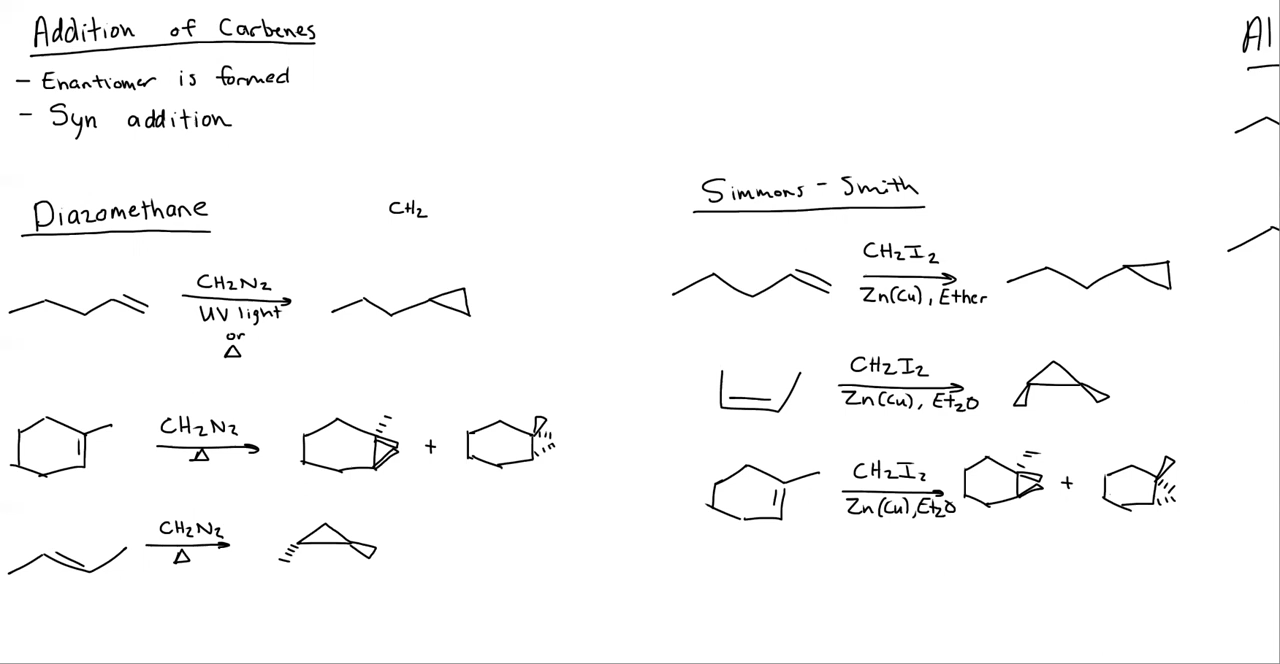 Addition of Carbenes
- Enantiomer is formed
- Syn addition
Diazomethane
CH2
CH2N2
UV light
or
Δ
CH2N2
Δ
+
CH2N2
Δ
Simmons - Smith
CH2I2
Zn(Cu), Ether
CH2I2
Zn(Cu), Et2O
CH2I2
Zn(Cu), Et2O
+
Al